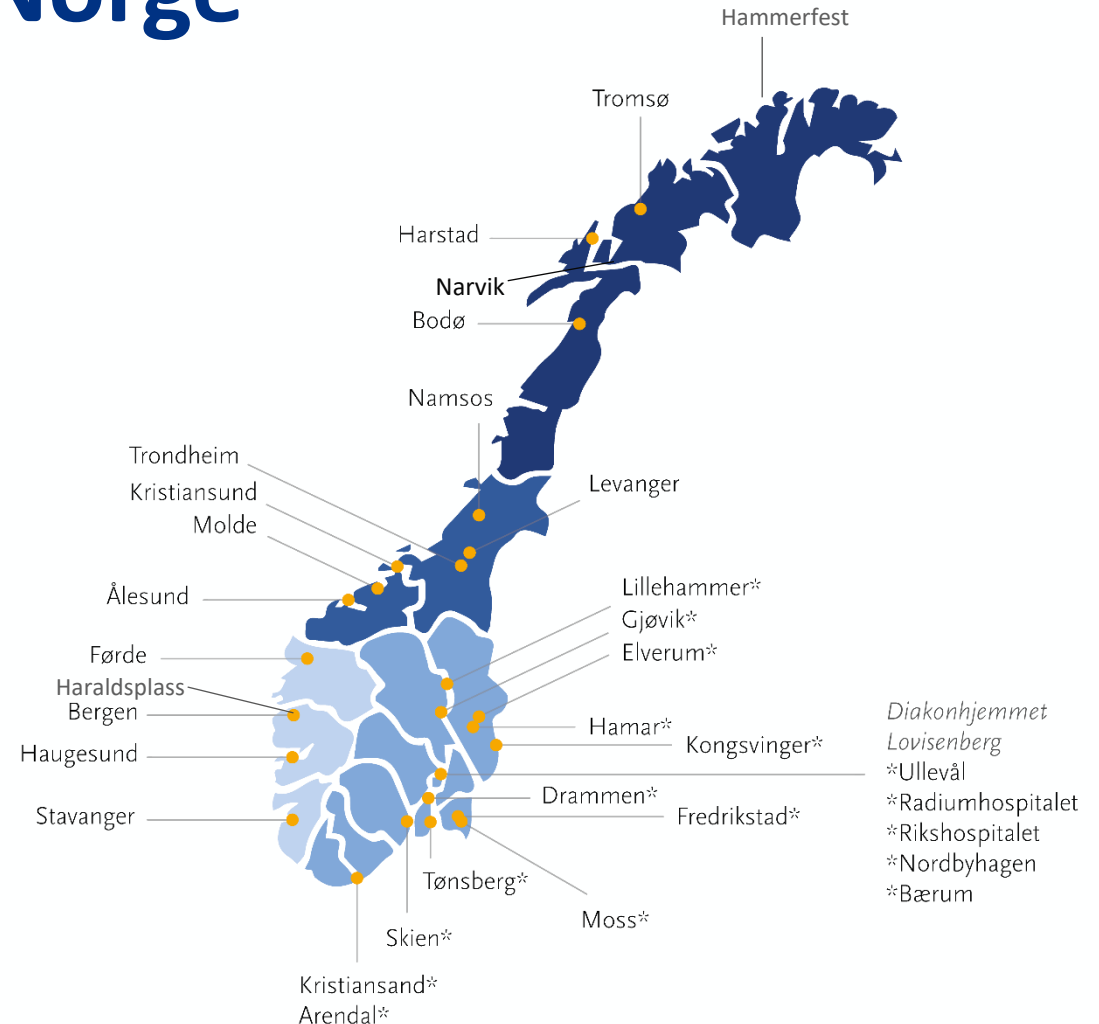 Norge
Hammerfest
Tromsø
Harstad
Narvik
Bodø
Namsos
Trondheim
Kristiansund
Molde
Levanger
Ålesund
Lillehammer*
Gjøvik*
Elverum*
Førde
Haraldsplass
Bergen
Hamar*
Kongsvinger*
Haugesund
Stavanger
Drammen*
Fredrikstad*
Diakonhjemmet
Lovisenberg
*Ullevål
*Radiumhospitalet
*Rikshospitalet
*Nordbyhagen
*Bærum
Tønsberg*
Moss*
Skien*
Kristiansand*
Arendal*